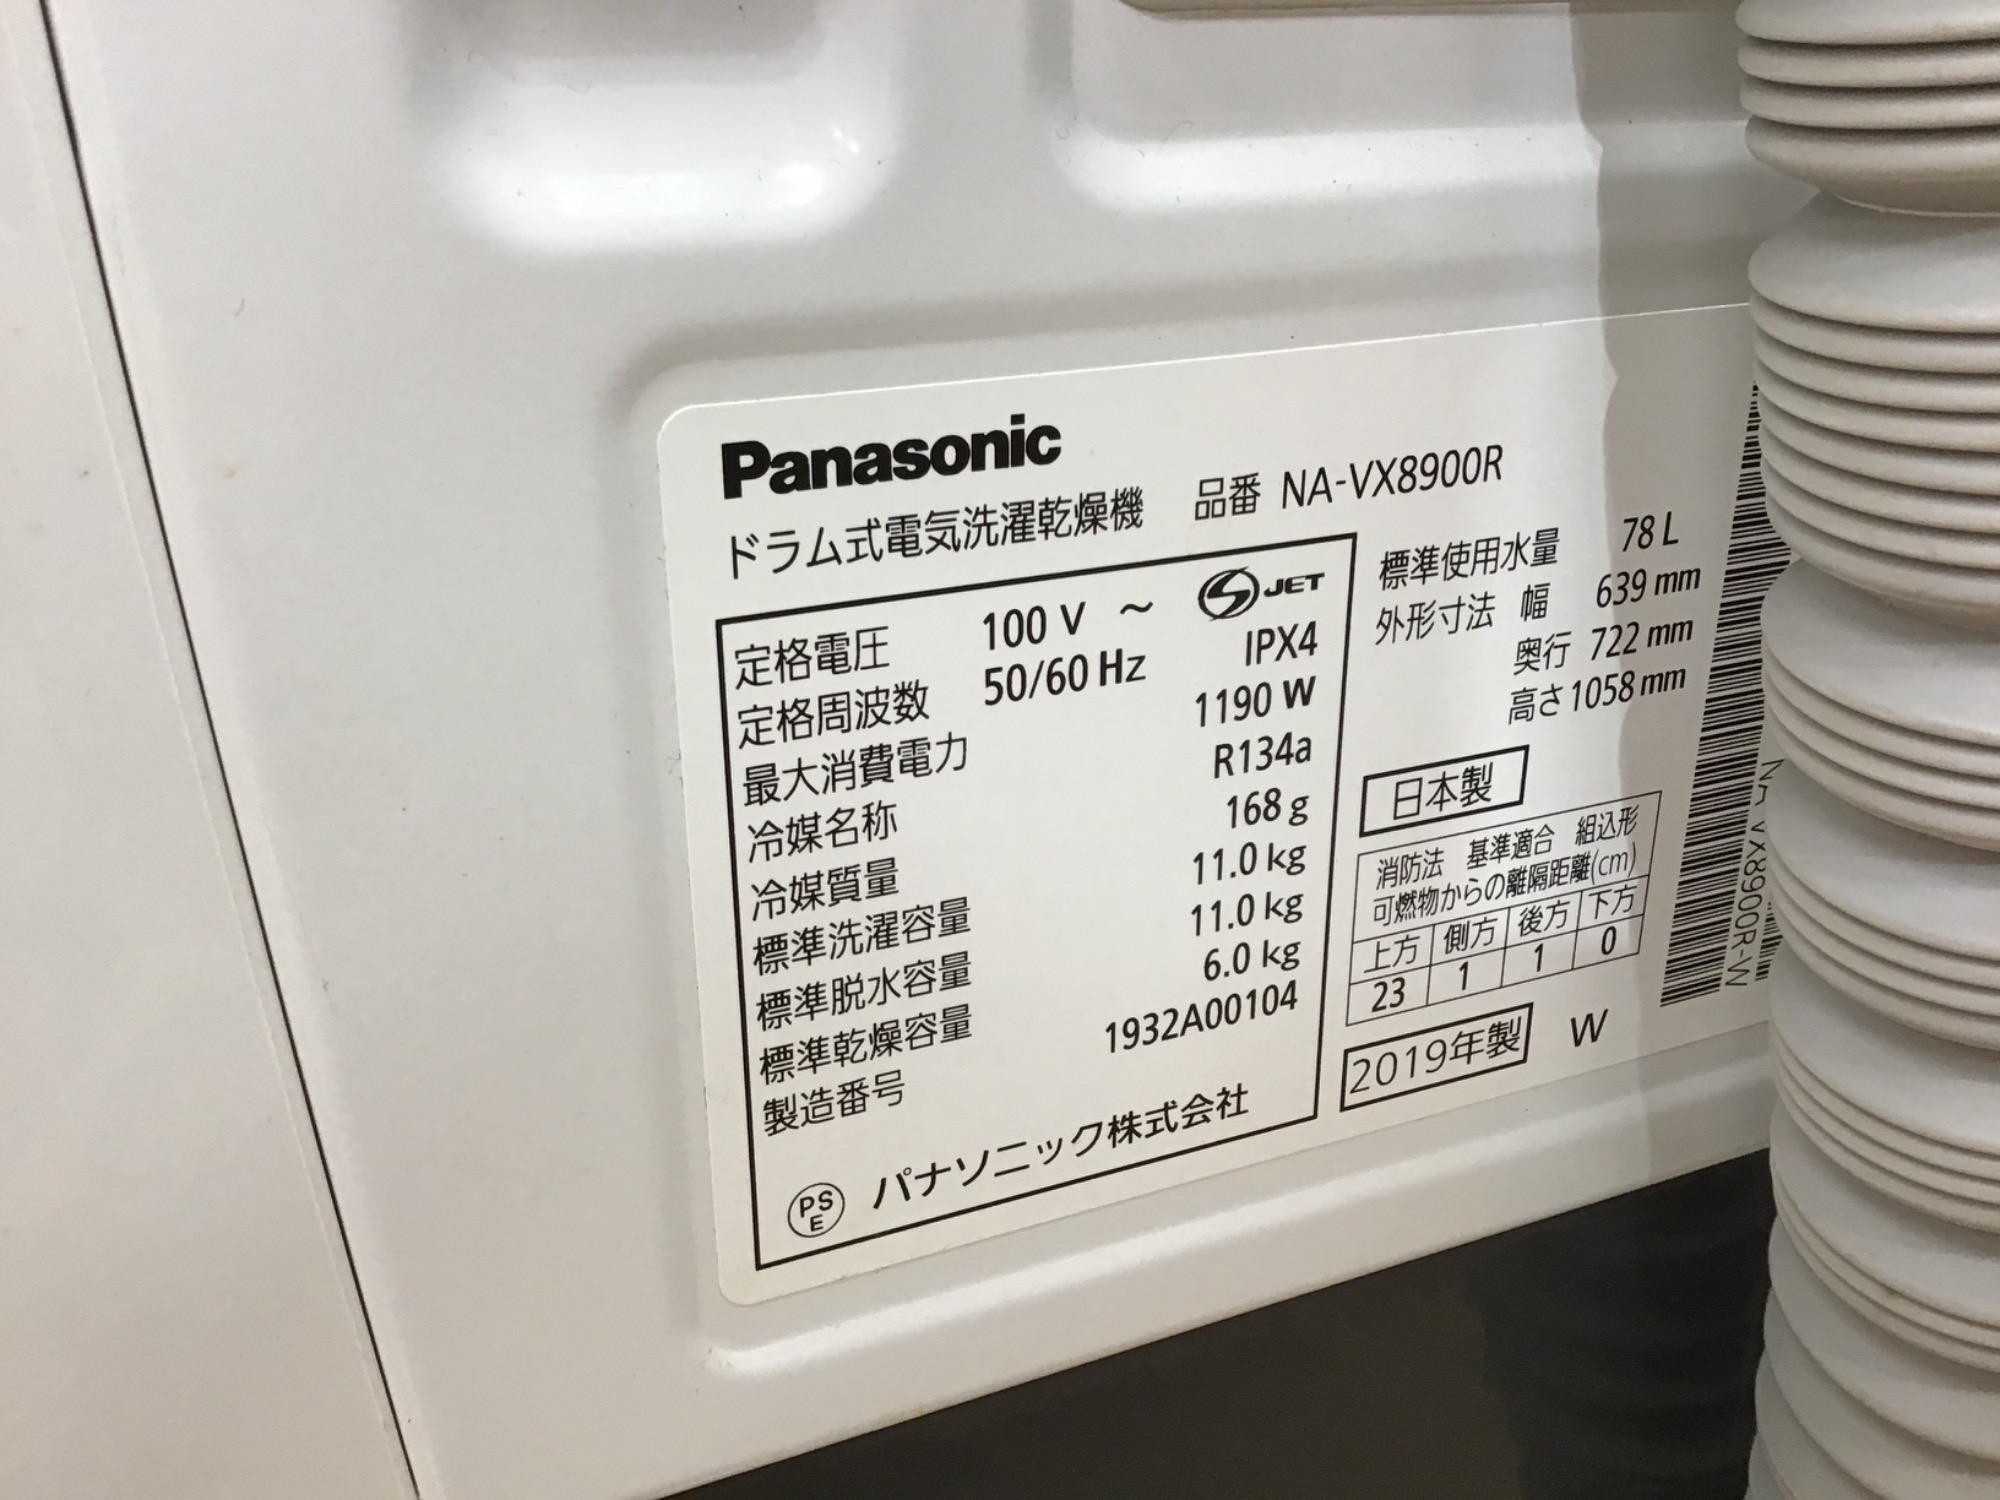 Panasonic
ドラム式電気洗濯乾燥機 品番 NA-VX8900R
定格電圧 100 V ～ S JET
定格周波数 50/60 Hz IPX4
最大消費電力 1190 W
冷媒名称 R134a
冷媒質量 168 g
標準洗濯容量 11.0 kg
標準脱水容量 11.0 kg
標準乾燥容量 6.0 kg
製造番号 1932A00104
PS E パナソニック株式会社
標準使用水量 78 L
外形寸法 幅 639 mm
奥行 722 mm
高さ 1058 mm
日本製
消防法 基準適合 組込形
可燃物からの離隔距離(cm)
上方 側方 後方 下方
23 1 1 0
2019年製 W
NA-VX8900R-W